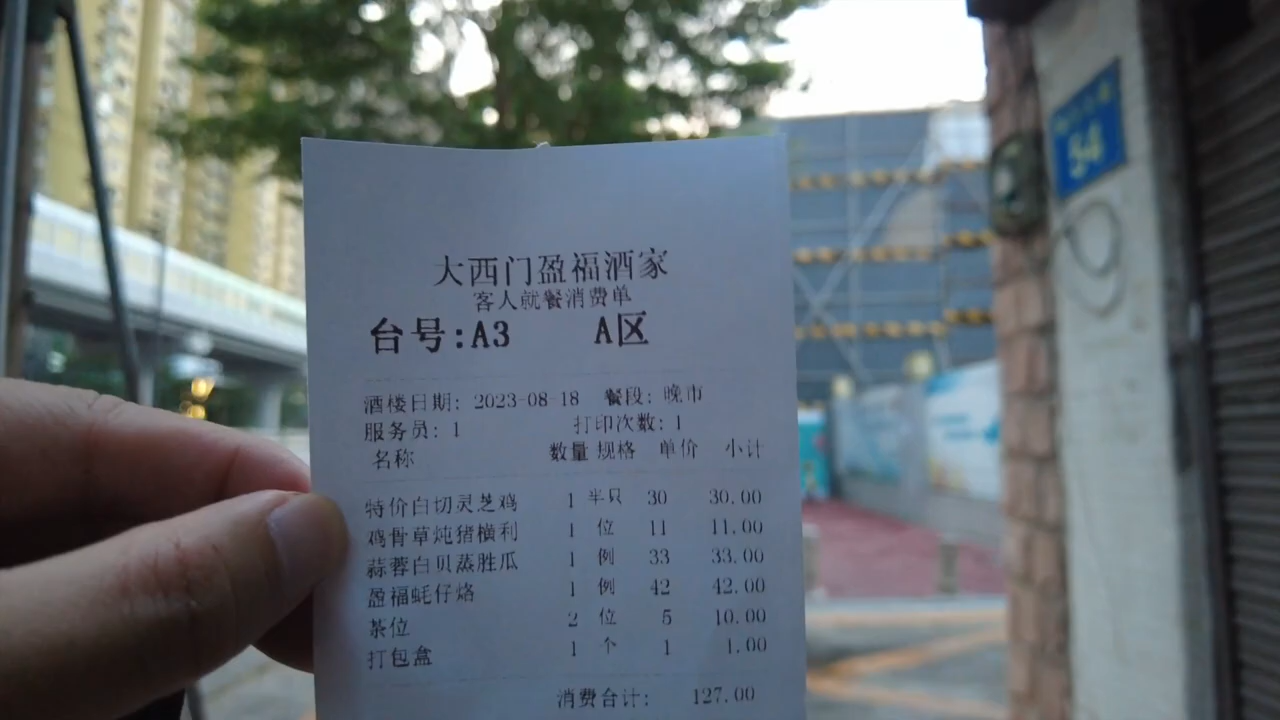 大西门盈福酒家
客人就餐消费单
台号:A3 A区
酒楼日期: 2023-08-18 餐段: 晚市
服务员: 1 打印次数: 1
名称 数量 规格 单价 小计
特价白切灵芝鸡 1 半只 30 30.00
鸡骨草炖猪横利 1 位 11 11.00
蒜蓉白贝蒸胜瓜 1 例 33 33.00
盈福蚝仔烙 1 例 42 42.00
茶位 2 位 5 10.00
打包盒 1 个 1 1.00
消费合计: 127.00
54